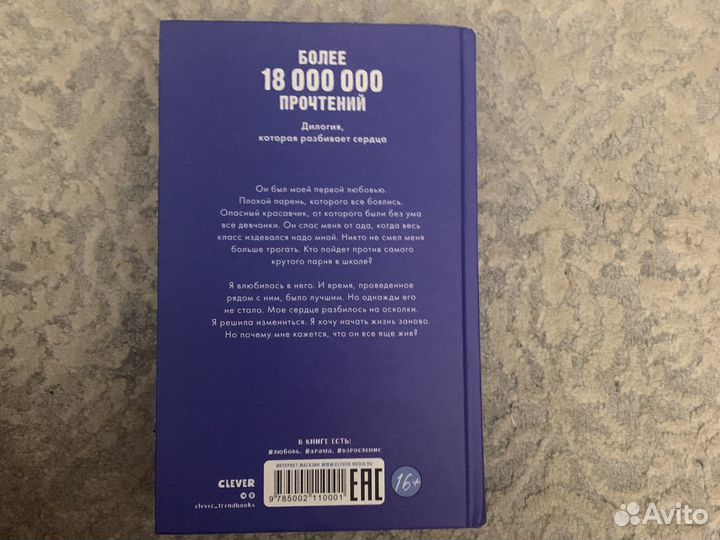 БОЛЕЕ
18 000 000
ПРОЧТЕНИЙ
Дилогия,
которая разбивает сердца
Он был моей первой любовью.
Плохой парень, которого все боялись.
Опасный красавчик, от которого были без ума
все девчонки. Он спас меня от ада, когда весь
класс издевался надо мной. Никто не смел меня
больше трогать. Кто пойдет против самого
крутого парня в школе?
Я влюбилась в него. И время, проведенное
рядом с ним, было лучшим. Но однажды его
не стало. Мое сердце разбилось на осколки.
Я решила измениться. Я хочу начать жизнь заново.
Но почему мне кажется, что он все еще жив?
В КНИГЕ ЕСТЬ:
#любовь. #драма. #взросление
ИНТЕРНЕТ-МАГАЗИН WWW.CLEVER-MEDIA.RU
CLEVER
clever_trendbooks
9 785002 110001
EAC
16+
Avito